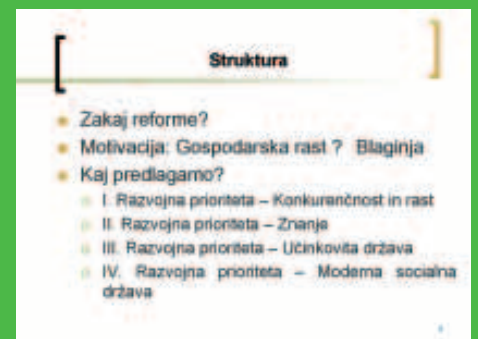 Struktura
Zakaj reforme?
Motivacija: Gospodarska rast ? Blaginja
Kaj predlagamo?
I. Razvojna prioriteta – Konkurenčnost in rast
II. Razvojna prioriteta – Znanje
III. Razvojna prioriteta – Učinkovita država
IV. Razvojna prioriteta – Moderna socialna
država